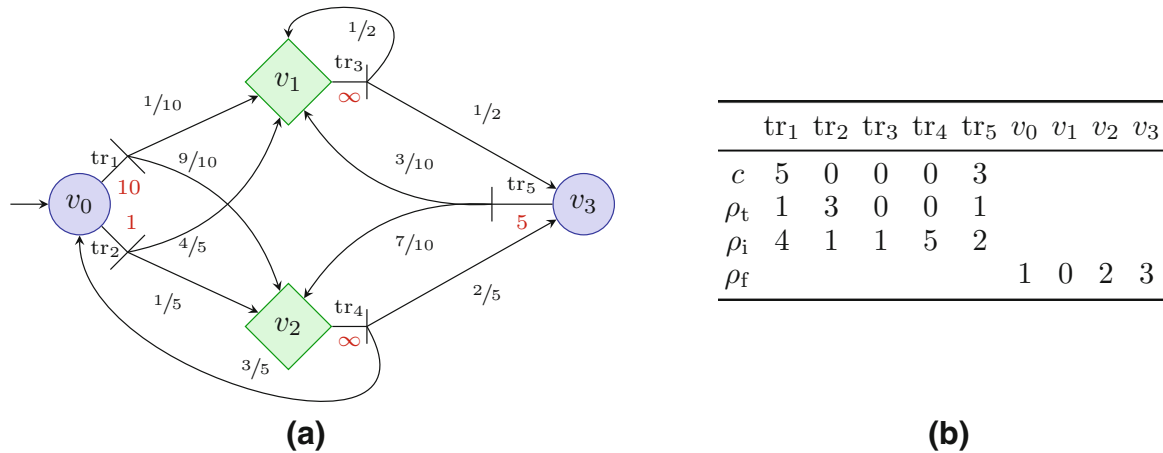 1/2
v1
tr3
∞
1/10
1/2
9/10
3/10
tr1
tr5
10
v0
v3
1
5
tr2
4/5
7/10
1/5
2/5
tr4
v2
∞
3/5
(a)
tr1 tr2 tr3 tr4 tr5 v0 v1 v2 v3
c 5 0 0 0 3
ρt 1 3 0 0 1
ρi 4 1 1 5 2
ρf 1 0 2 3
(b)